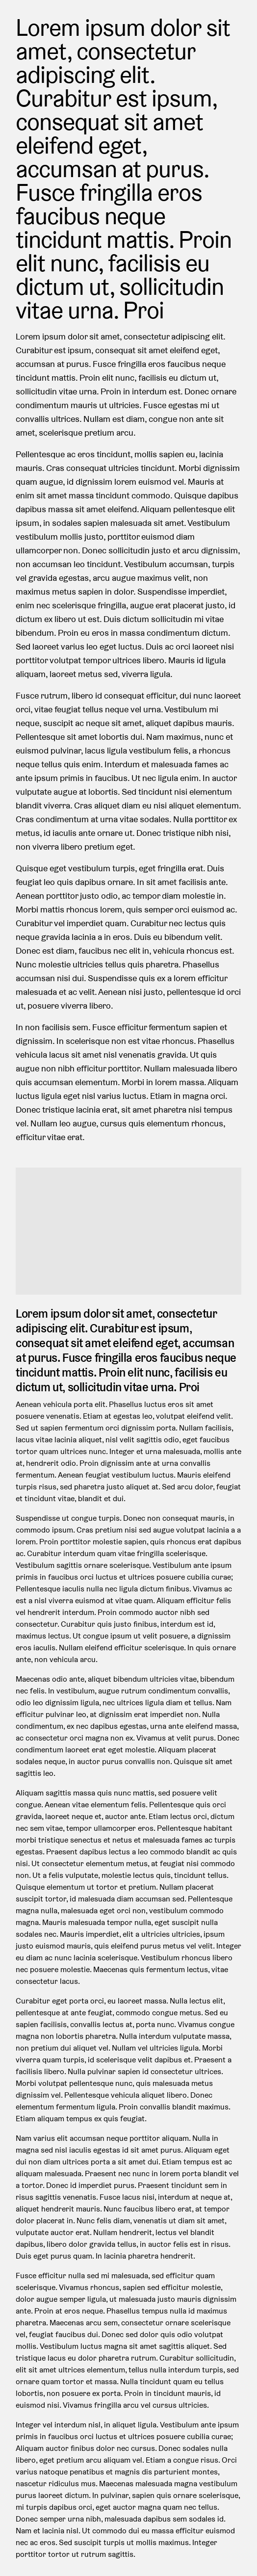 Lorem ipsum dolor sit
amet, consectetur
adipiscing elit.
Curabitur est ipsum,
consequat sit amet
eleifend eget,
accumsan at purus.
Fusce fringilla eros
faucibus neque
tincidunt mattis. Proin
elit nunc, facilisis eu
dictum ut, sollicitudin
vitae urna. Proi
Lorem ipsum dolor sit amet, consectetur adipiscing elit.
Curabitur est ipsum, consequat sit amet eleifend eget,
accumsan at purus. Fusce fringilla eros faucibus neque
tincidunt mattis. Proin elit nunc, facilisis eu dictum ut,
sollicitudin vitae urna. Proin in interdum est. Donec ornare
condimentum mauris ut ultricies. Fusce egestas mi ut
convallis ultrices. Nullam est diam, congue non ante sit
amet, scelerisque pretium arcu.
Pellentesque ac eros tincidunt, mollis sapien eu, lacinia
mauris. Cras consequat ultricies tincidunt. Morbi dignissim
quam augue, id dignissim lorem euismod vel. Mauris at
enim sit amet massa tincidunt commodo. Quisque dapibus
dapibus massa sit amet eleifend. Aliquam pellentesque elit
ipsum, in sodales sapien malesuada sit amet. Vestibulum
vestibulum mollis justo, porttitor euismod diam
ullamcorper non. Donec sollicitudin justo et arcu dignissim,
non accumsan leo tincidunt. Vestibulum accumsan, turpis
vel gravida egestas, arcu augue maximus velit, non
maximus metus sapien in dolor. Suspendisse imperdiet,
enim nec scelerisque fringilla, augue erat placerat justo, id
dictum ex libero ut est. Duis dictum sollicitudin mi vitae
bibendum. Proin eu eros in massa condimentum dictum.
Sed laoreet varius leo eget luctus. Duis ac orci laoreet nisi
porttitor volutpat tempor ultrices libero. Mauris id ligula
aliquam, laoreet metus sed, viverra ligula.
Fusce rutrum, libero id consequat efficitur, dui nunc laoreet
orci, vitae feugiat tellus neque vel urna. Vestibulum mi
neque, suscipit ac neque sit amet, aliquet dapibus mauris.
Pellentesque sit amet lobortis dui. Nam maximus, nunc et
euismod pulvinar, lacus ligula vestibulum felis, a rhoncus
neque tellus quis enim. Interdum et malesuada fames ac
ante ipsum primis in faucibus. Ut nec ligula enim. In auctor
vulputate augue at lobortis. Sed tincidunt nisi elementum
blandit viverra. Cras aliquet diam eu nisi aliquet elementum.
Cras condimentum at urna vitae sodales. Nulla porttitor ex
metus, id iaculis ante ornare ut. Donec tristique nibh nisi,
non viverra libero pretium eget.
Quisque eget vestibulum turpis, eget fringilla erat. Duis
feugiat leo quis dapibus ornare. In sit amet facilisis ante.
Aenean porttitor justo odio, ac tempor diam molestie in.
Morbi mattis rhoncus lorem, quis semper orci euismod ac.
Curabitur vel imperdiet quam. Curabitur nec lectus quis
neque gravida lacinia a in eros. Duis eu bibendum velit.
Donec est diam, faucibus nec elit in, vehicula rhoncus est.
Nunc molestie ultricies tellus quis pharetra. Phasellus
accumsan nisi dui. Suspendisse quis ex a lorem efficitur
malesuada et ac velit. Aenean nisi justo, pellentesque id orci
ut, posuere viverra libero.
In non facilisis sem. Fusce efficitur fermentum sapien et
dignissim. In scelerisque non est vitae rhoncus. Phasellus
vehicula lacus sit amet nisl venenatis gravida. Ut quis
augue non nibh efficitur porttitor. Nullam malesuada libero
quis accumsan elementum. Morbi in lorem massa. Aliquam
luctus ligula eget nisl varius luctus. Etiam in magna orci.
Donec tristique lacinia erat, sit amet pharetra nisi tempus
vel. Nullam leo augue, cursus quis elementum rhoncus,
efficitur vitae erat.
Lorem ipsum dolor sit amet, consectetur
adipiscing elit. Curabitur est ipsum,
consequat sit amet eleifend eget, accumsan
at purus. Fusce fringilla eros faucibus neque
tincidunt mattis. Proin elit nunc, facilisis eu
dictum ut, sollicitudin vitae urna. Proi
Aenean vehicula porta elit. Phasellus luctus eros sit amet
posuere venenatis. Etiam at egestas leo, volutpat eleifend velit.
Sed ut sapien fermentum orci dignissim porta. Nullam facilisis,
lacus vitae lacinia aliquet, nisl velit sagittis odio, eget faucibus
tortor quam ultrices nunc. Integer et urna malesuada, mollis ante
at, hendrerit odio. Proin dignissim ante at urna convallis
fermentum. Aenean feugiat vestibulum luctus. Mauris eleifend
turpis risus, sed pharetra justo aliquet at. Sed arcu dolor, feugiat
et tincidunt vitae, blandit et dui.
Suspendisse ut congue turpis. Donec non consequat mauris, in
commodo ipsum. Cras pretium nisi sed augue volutpat lacinia a a
lorem. Proin porttitor molestie sapien, quis rhoncus erat dapibus
ac. Curabitur interdum quam vitae fringilla scelerisque.
Vestibulum sagittis ornare scelerisque. Vestibulum ante ipsum
primis in faucibus orci luctus et ultrices posuere cubilia curae;
Pellentesque iaculis nulla nec ligula dictum finibus. Vivamus ac
est a nisl viverra euismod at vitae quam. Aliquam efficitur felis
vel hendrerit interdum. Proin commodo auctor nibh sed
consectetur. Curabitur quis justo finibus, interdum est id,
maximus lectus. Ut congue ipsum ut velit posuere, a dignissim
eros iaculis. Nullam eleifend efficitur scelerisque. In quis ornare
ante, non vehicula arcu.
Maecenas odio ante, aliquet bibendum ultricies vitae, bibendum
nec felis. In vestibulum, augue rutrum condimentum convallis,
odio leo dignissim ligula, nec ultrices ligula diam et tellus. Nam
efficitur pulvinar leo, at dignissim erat imperdiet non. Nulla
condimentum, ex nec dapibus egestas, urna ante eleifend massa,
ac consectetur orci magna non ex. Vivamus at velit purus. Donec
condimentum laoreet erat eget molestie. Aliquam placerat
sodales neque, in auctor purus convallis non. Quisque sit amet
sagittis leo.
Aliquam sagittis massa quis nunc mattis, sed posuere velit
congue. Aenean vitae elementum felis. Pellentesque quis orci
gravida, laoreet neque et, auctor ante. Etiam lectus orci, dictum
nec sem vitae, tempor ullamcorper eros. Pellentesque habitant
morbi tristique senectus et netus et malesuada fames ac turpis
egestas. Praesent dapibus lectus a leo commodo blandit ac quis
nisi. Ut consectetur elementum metus, at feugiat nisi commodo
non. Ut a felis vulputate, molestie lectus quis, tincidunt tellus.
Quisque elementum ut tortor et pretium. Nullam placerat
suscipit tortor, id malesuada diam accumsan sed. Pellentesque
magna nulla, malesuada eget orci non, vestibulum commodo
magna. Mauris malesuada tempor nulla, eget suscipit nulla
sodales nec. Mauris imperdiet, elit a ultricies ultricies, ipsum
justo euismod mauris, quis eleifend purus metus vel velit. Integer
eu diam ac nunc lacinia scelerisque. Vestibulum rhoncus libero
nec posuere molestie. Maecenas quis fermentum lectus, vitae
consectetur lacus.
Curabitur eget porta orci, eu laoreet massa. Nulla lectus elit,
pellentesque at ante feugiat, commodo congue metus. Sed eu
sapien facilisis, convallis lectus at, porta nunc. Vivamus congue
magna non lobortis pharetra. Nulla interdum vulputate massa,
non pretium dui aliquet vel. Nullam vel ultricies ligula. Morbi
viverra quam turpis, id scelerisque velit dapibus et. Praesent a
facilisis libero. Nulla pulvinar sapien id consectetur ultrices.
Morbi volutpat pellentesque nunc, quis malesuada metus
dignissim vel. Pellentesque vehicula aliquet libero. Donec
elementum fermentum ligula. Proin convallis blandit maximus.
Etiam aliquam tempus ex quis feugiat.
Nam varius elit accumsan neque porttitor aliquam. Nulla in
magna sed nisl iaculis egestas id sit amet purus. Aliquam eget
dui non diam ultrices porta a sit amet dui. Etiam tempus est ac
aliquam malesuada. Praesent nec nunc in lorem porta blandit vel
a tortor. Donec id imperdiet purus. Praesent tincidunt sem in
risus sagittis venenatis. Fusce lacus nisi, interdum at neque at,
aliquet hendrerit mauris. Nunc faucibus libero erat, at tempor
dolor placerat in. Nunc felis diam, venenatis ut diam sit amet,
vulputate auctor erat. Nullam hendrerit, lectus vel blandit
dapibus, libero dolor gravida tellus, in auctor felis est in risus.
Duis eget purus quam. In lacinia pharetra hendrerit.
Fusce efficitur nulla sed mi malesuada, sed efficitur quam
scelerisque. Vivamus rhoncus, sapien sed efficitur molestie,
dolor augue semper ligula, ut malesuada justo mauris dignissim
ante. Proin at eros neque. Phasellus tempus nulla id maximus
pharetra. Maecenas arcu sem, consectetur ornare scelerisque
vel, feugiat faucibus dui. Donec sed dolor quis odio volutpat
mollis. Vestibulum luctus magna sit amet sagittis aliquet. Sed
tristique lacus eu dolor pharetra rutrum. Curabitur sollicitudin,
elit sit amet ultrices elementum, tellus nulla interdum turpis, sed
ornare quam tortor et massa. Nulla tincidunt quam eu tellus
lobortis, non posuere ex porta. Proin in tincidunt mauris, id
euismod nisi. Vivamus fringilla arcu vel cursus ultricies.
Integer vel interdum nisl, in aliquet ligula. Vestibulum ante ipsum
primis in faucibus orci luctus et ultrices posuere cubilia curae;
Aliquam auctor finibus dolor nec cursus. Donec sodales nulla
libero, eget pretium arcu aliquam vel. Etiam a congue risus. Orci
varius natoque penatibus et magnis dis parturient montes,
nascetur ridiculus mus. Maecenas malesuada magna vestibulum
purus laoreet dictum. In pulvinar, sapien quis ornare scelerisque,
mi turpis dapibus orci, eget auctor magna quam nec tellus.
Donec semper urna nibh, malesuada dapibus sem sodales id.
Nam et lacinia nisl. Ut commodo dui eu massa efficitur euismod
nec ac eros. Sed suscipit turpis ut mollis maximus. Integer
porttitor tortor nisl ut rutrum sagittis.